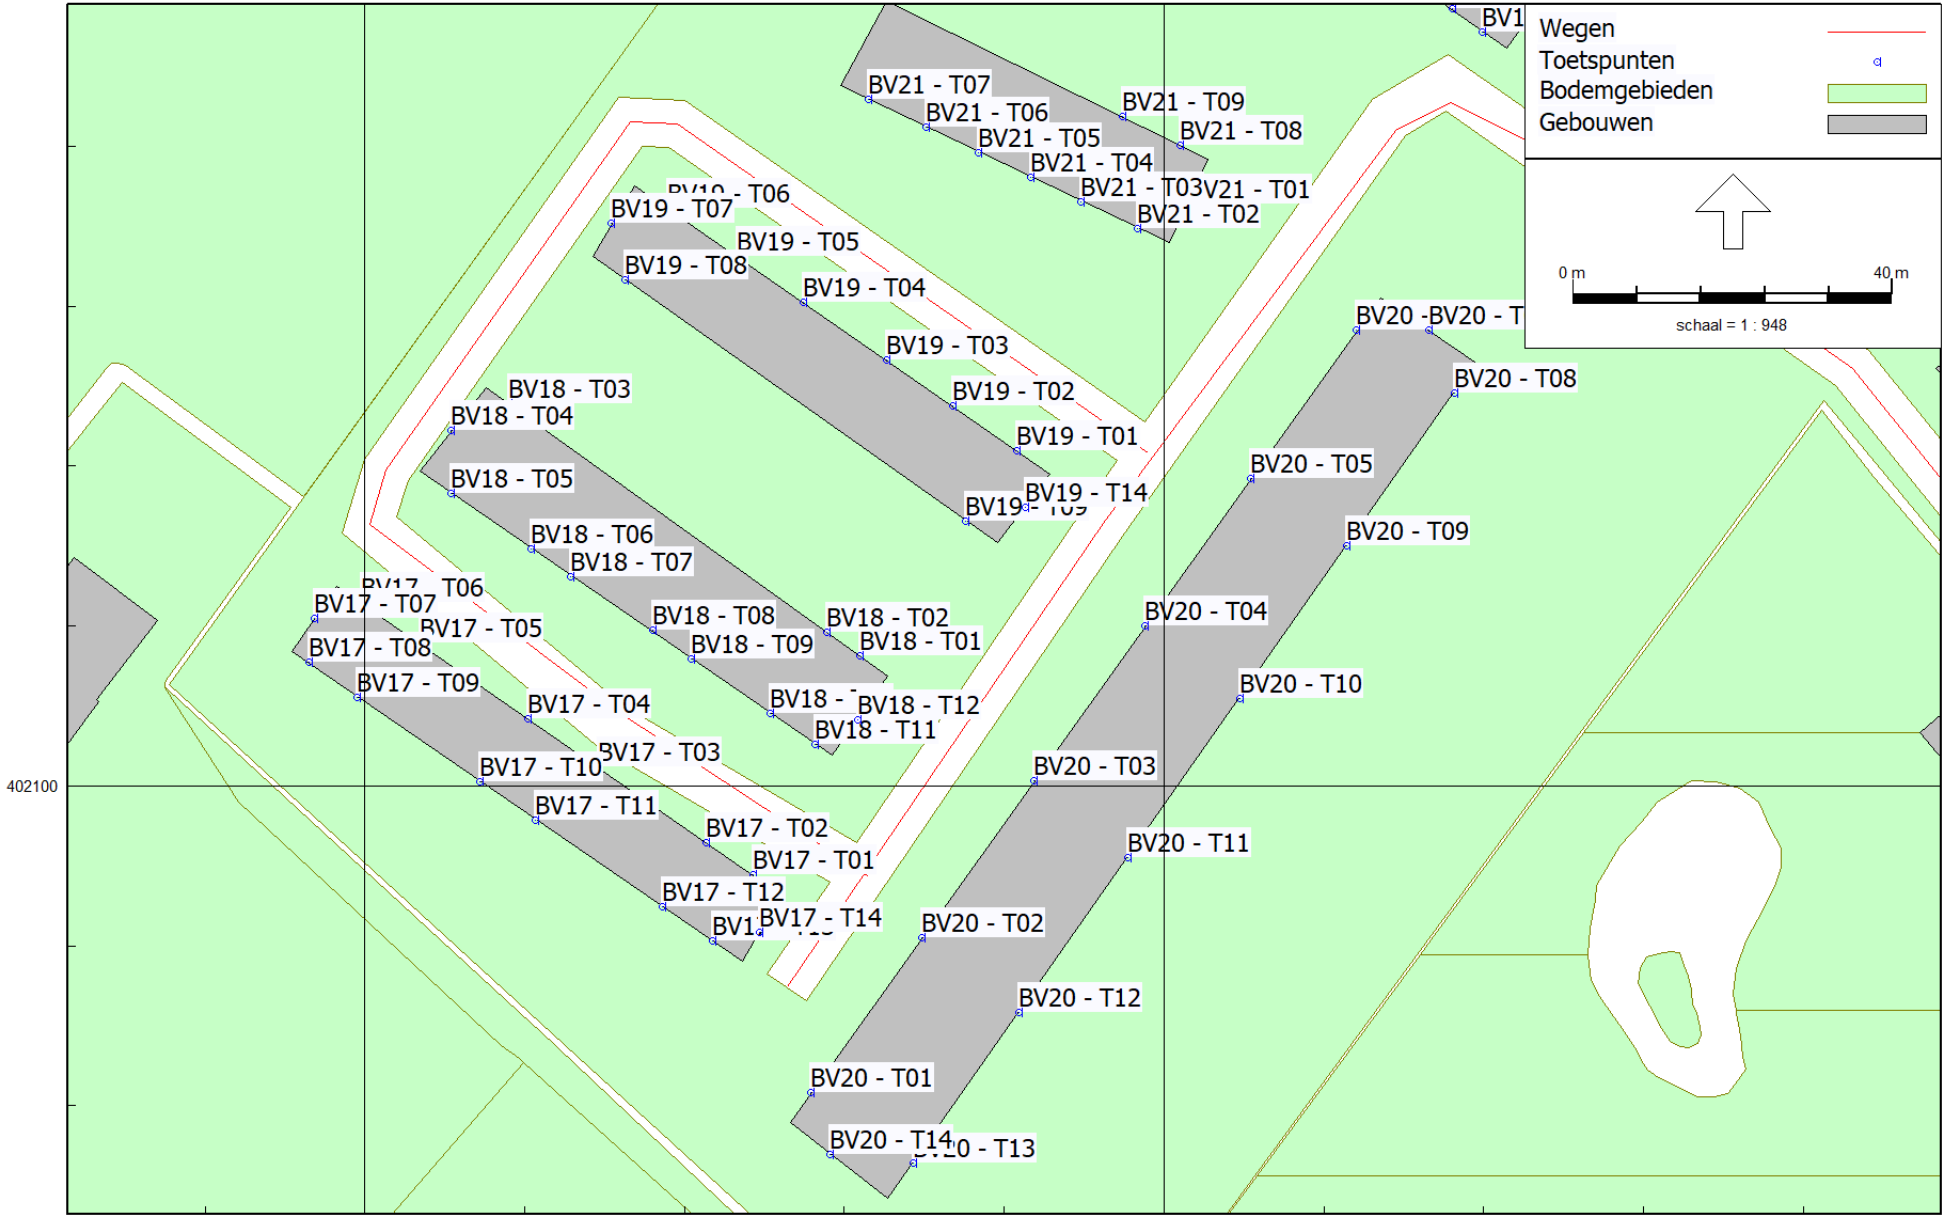 BV1
Wegen
Toetspunten
Bodemgebieden
Gebouwen
0 m 40 m
schaal = 1 : 948
BV21 - T07
BV21 - T09
BV21 - T06
BV21 - T08
BV21 - T05
BV21 - T04
BV21 - T03
V21 - T01
BV21 - T02
BV19 - T06
BV19 - T07
BV19 - T05
BV19 - T08
BV19 - T04
BV20 -
BV20 - T
BV19 - T03
BV20 - T08
BV18 - T03
BV19 - T02
BV18 - T04
BV19 - T01
BV20 - T05
BV18 - T05
BV19 - T14
BV19 - T09
BV18 - T06
BV20 - T09
BV18 - T07
BV17 - T06
BV17 - T07
BV20 - T04
BV18 - T08
BV18 - T02
BV17 - T05
BV18 - T01
BV17 - T08
BV18 - T09
BV17 - T09
BV20 - T10
BV18 -
BV17 - T04
BV18 - T12
BV18 - T11
BV17 - T03
BV17 - T10
BV20 - T03
402100
BV17 - T11
BV17 - T02
BV20 - T11
BV17 - T01
BV17 - T12
BV17 - T14
BV1
BV20 - T02
BV20 - T12
BV20 - T01
BV20 - T14
BV20 - T13